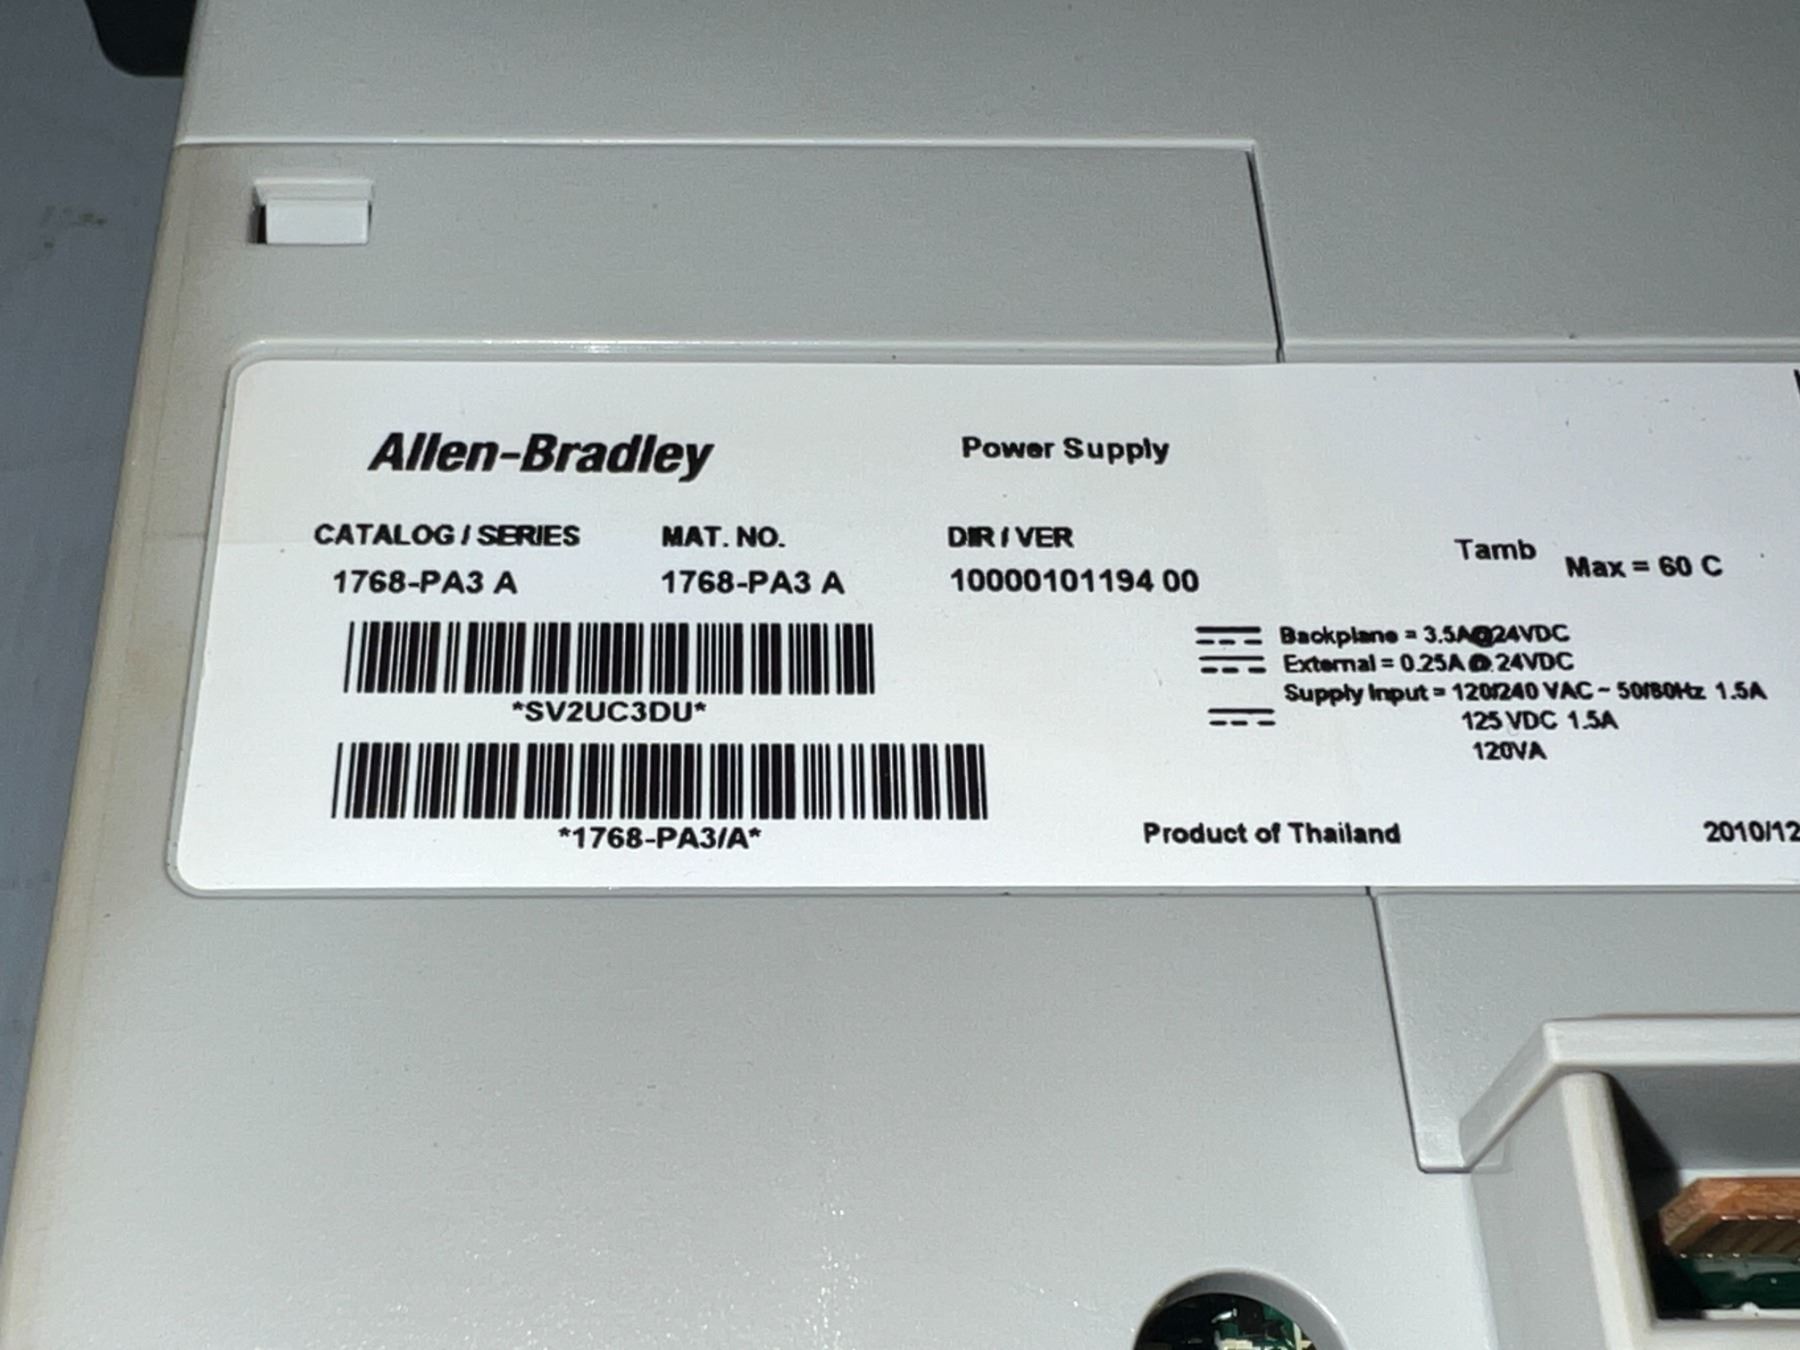 Allen-Bradley
Power Supply
CATALOG / SERIES MAT. NO. DIR / VER
1768-PA3 A 1768-PA3 A 10000101194 00
Tamb Max = 60 C
*SV2UC3DU*
*1768-PA3/A*
Backplane = 3.5A@24VDC
External = 0.25A @ 24VDC
Supply Input = 120/240 VAC ~ 50/60Hz 1.5A
125 VDC 1.5A
120VA
Product of Thailand
2010/12